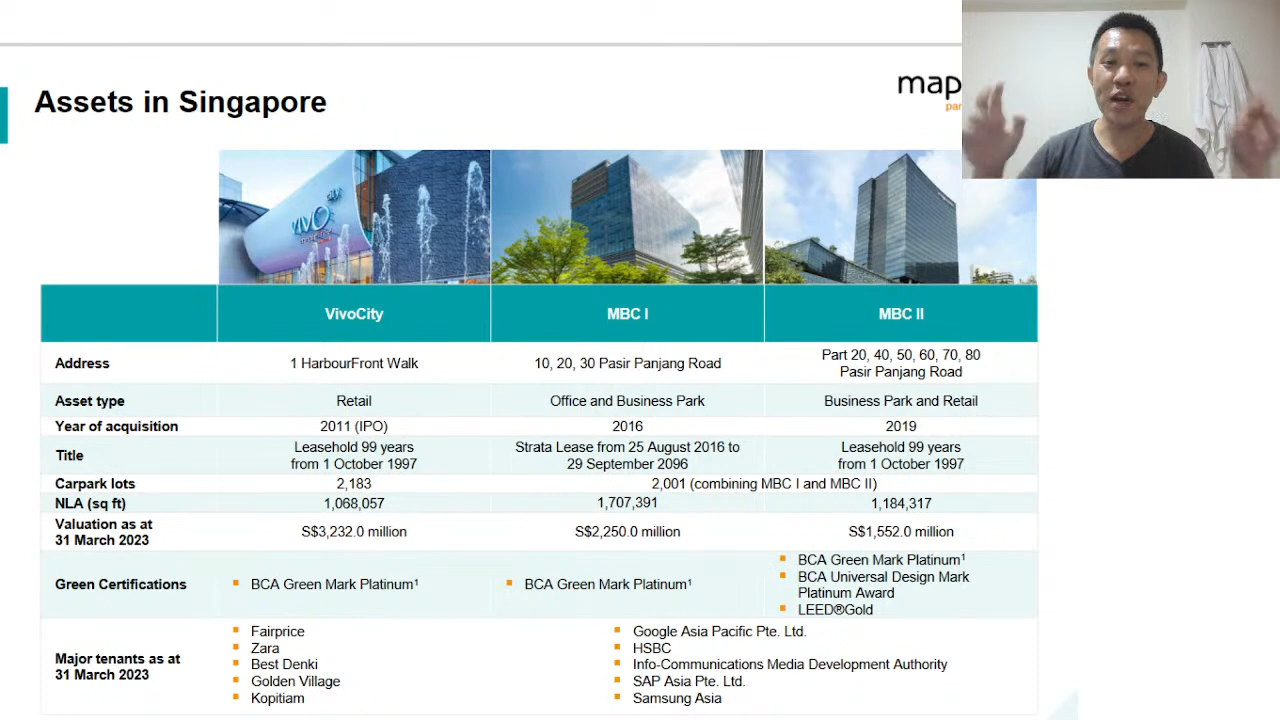 Assets in Singapore
map
par
VIVO
CITY
VivoCity
MBC I
MBC II
Address
1 HarbourFront Walk
10, 20, 30 Pasir Panjang Road
Part 20, 40, 50, 60, 70, 80
Pasir Panjang Road
Asset type
Retail
Office and Business Park
Business Park and Retail
Year of acquisition
2011 (IPO)
2016
2019
Title
Leasehold 99 years
from 1 October 1997
Strata Lease from 25 August 2016 to
29 September 2096
Leasehold 99 years
from 1 October 1997
Carpark lots
2,183
2,001 (combining MBC I and MBC II)
NLA (sq ft)
1,068,057
1,707,391
1,184,317
Valuation as at
31 March 2023
S$3,232.0 million
S$2,250.0 million
S$1,552.0 million
Green Certifications
▪ BCA Green Mark Platinum¹
▪ BCA Green Mark Platinum¹
▪ BCA Green Mark Platinum¹
▪ BCA Universal Design Mark
Platinum Award
▪ LEED®Gold
Major tenants as at
31 March 2023
▪ Fairprice
▪ Zara
▪ Best Denki
▪ Golden Village
▪ Kopitiam
▪ Google Asia Pacific Pte. Ltd.
▪ HSBC
▪ Info-Communications Media Development Authority
▪ SAP Asia Pte. Ltd.
▪ Samsung Asia